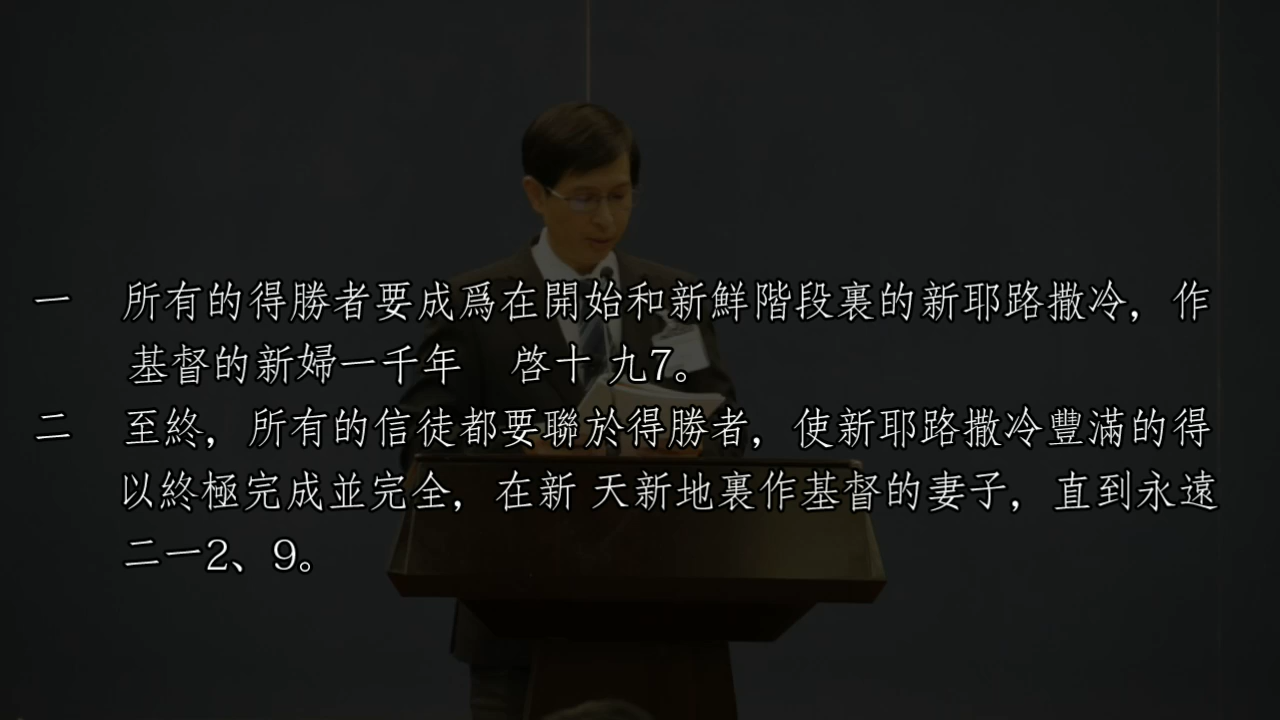 一 所有的得勝者要成爲在開始和新鮮階段裏的新耶路撒冷，作
基督的新婦一千年 啓十 九7。
二 至終，所有的信徒都要聯於得勝者，使新耶路撒冷豐滿的得
以終極完成並完全，在新 天新地裏作基督的妻子，直到永遠
二一2、9。